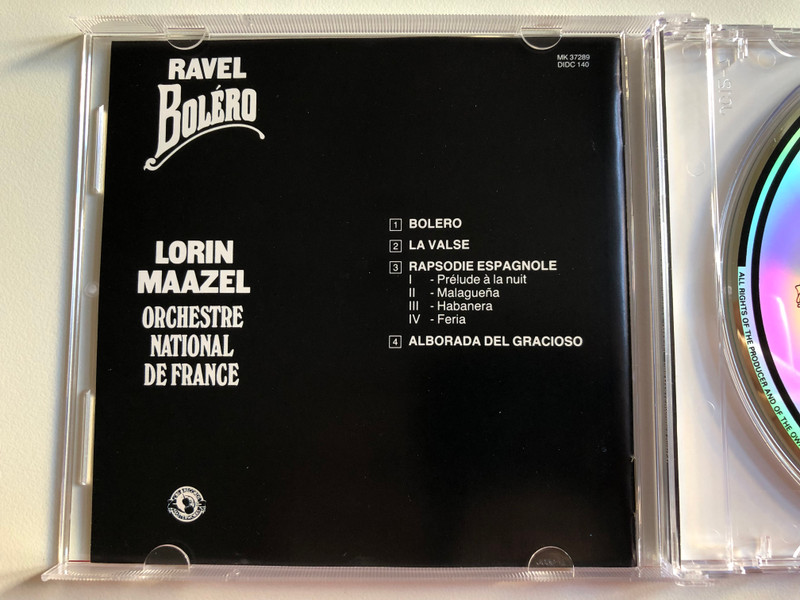 RAVEL
BOLÉRO
MK 37289
DIDC 140
1 BOLERO
2 LA VALSE
3 RAPSODIE ESPAGNOLE
I - Prélude à la nuit
II - Malagueña
III - Habanera
IV - Feria
4 ALBORADA DEL GRACIOSO
LORIN
MAAZEL
ORCHESTRE
NATIONAL
DE FRANCE
ALL RIGHTS OF THE PRODUCER AND OF THE OW